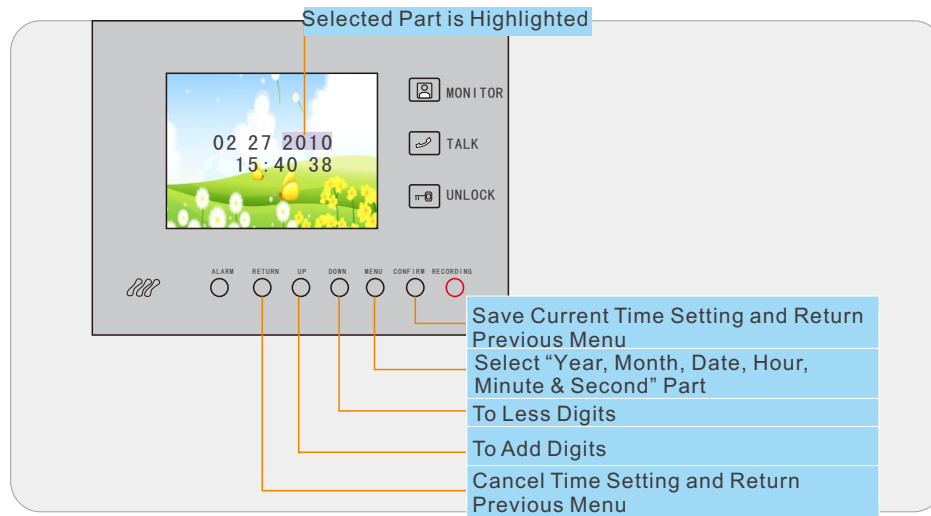 Selected Part is Highlighted
MONITOR
02 27 2010
TALK
15:40 38
UNLOCK
ALARM RETURN UP DOWN MENU CONFIRM RECORDING
Save Current Time Setting and Return
Previous Menu
Select “Year, Month, Date, Hour,
Minute & Second” Part
To Less Digits
To Add Digits
Cancel Time Setting and Return
Previous Menu